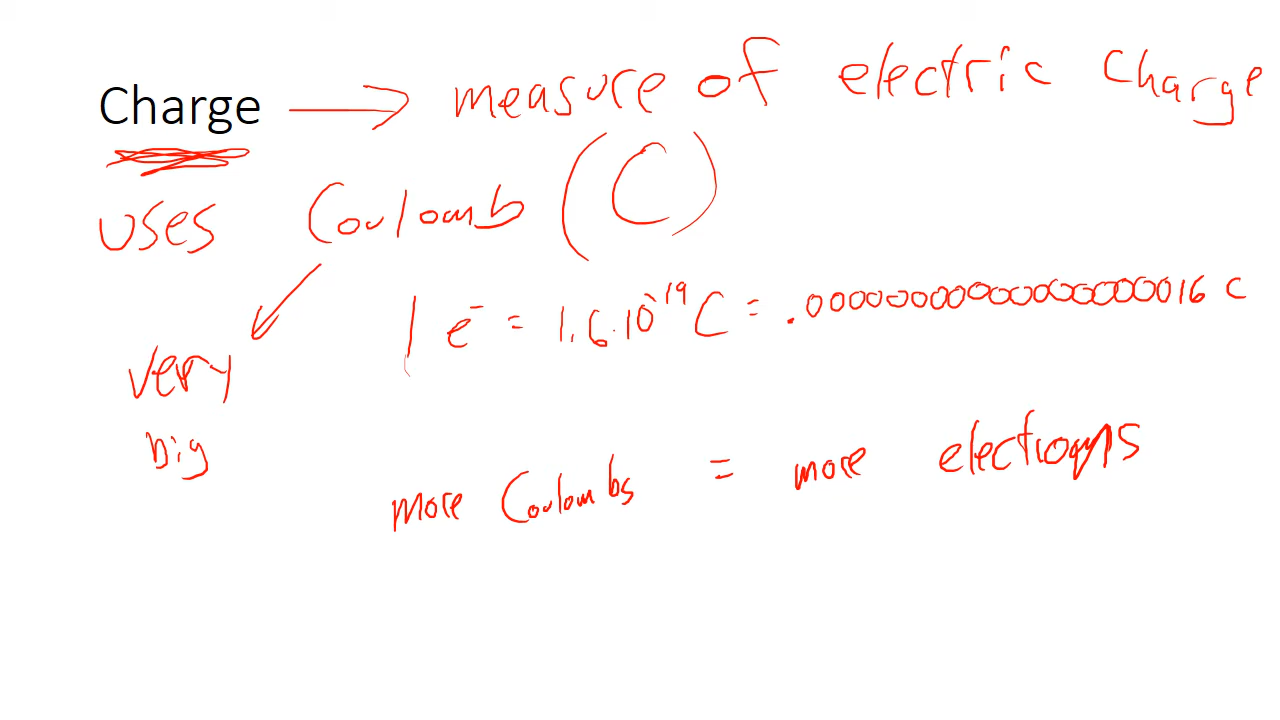 Charge → measure of electric charge
uses Coulomb (C)
1 e⁻ = 1.6·10⁻¹⁹ C = .00000000000000000016 C
very
big
more Coulombs = more electrons